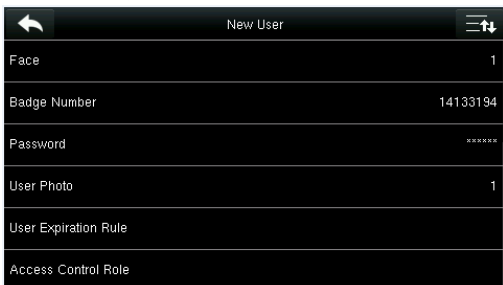 New User
Face 1
Badge Number 14133194
Password ******
User Photo 1
User Expiration Rule
Access Control Role